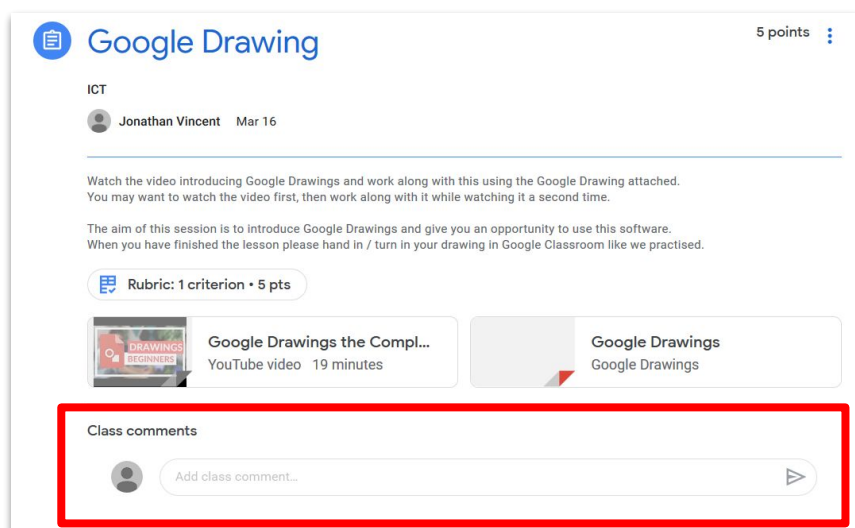 Google Drawing
5 points
ICT
Jonathan Vincent Mar 16
Watch the video introducing Google Drawings and work along with this using the Google Drawing attached.
You may want to watch the video first, then work along with it while watching it a second time.
The aim of this session is to introduce Google Drawings and give you an opportunity to use this software.
When you have finished the lesson please hand in / turn in your drawing in Google Classroom like we practised.
Rubric: 1 criterion • 5 pts
DRAWINGS
BEGINNERS
Google Drawings the Compl...
YouTube video 19 minutes
Google Drawings
Google Drawings
Class comments
Add class comment...